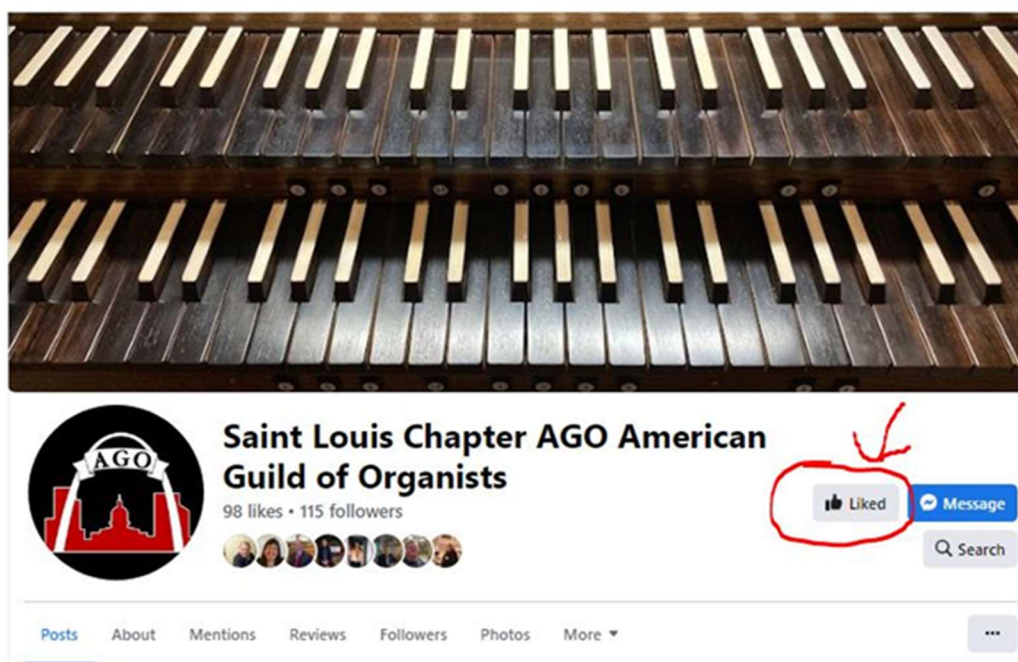 AGO
Saint Louis Chapter AGO American
Guild of Organists
98 likes • 115 followers
Liked
Message
Search
Posts About Mentions Reviews Followers Photos More
...